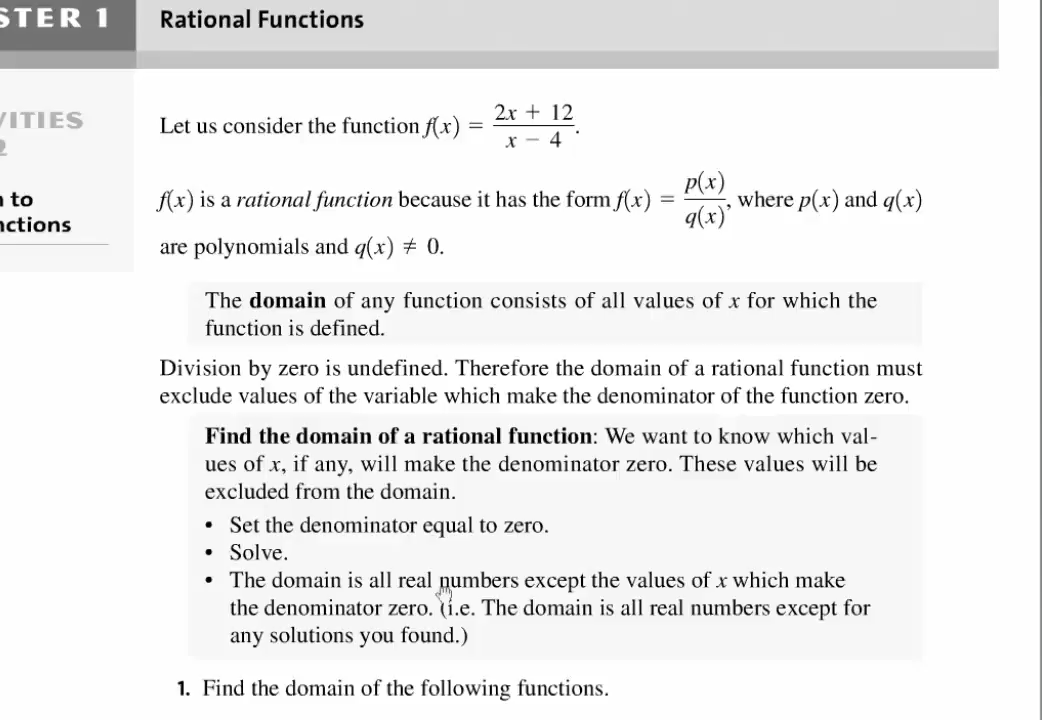 STER 1 Rational Functions
VITIES
2
Let us consider the function f(x) = \frac{2x + 12}{x - 4}.
to
nctions
f(x) is a rational function because it has the form f(x) = \frac{p(x)}{q(x)}, where p(x) and q(x)
are polynomials and q(x) ≠ 0.
The domain of any function consists of all values of x for which the
function is defined.
Division by zero is undefined. Therefore the domain of a rational function must
exclude values of the variable which make the denominator of the function zero.
Find the domain of a rational function: We want to know which val-
ues of x, if any, will make the denominator zero. These values will be
excluded from the domain.
• Set the denominator equal to zero.
• Solve.
• The domain is all real numbers except the values of x which make
the denominator zero. (i.e. The domain is all real numbers except for
any solutions you found.)
1. Find the domain of the following functions.